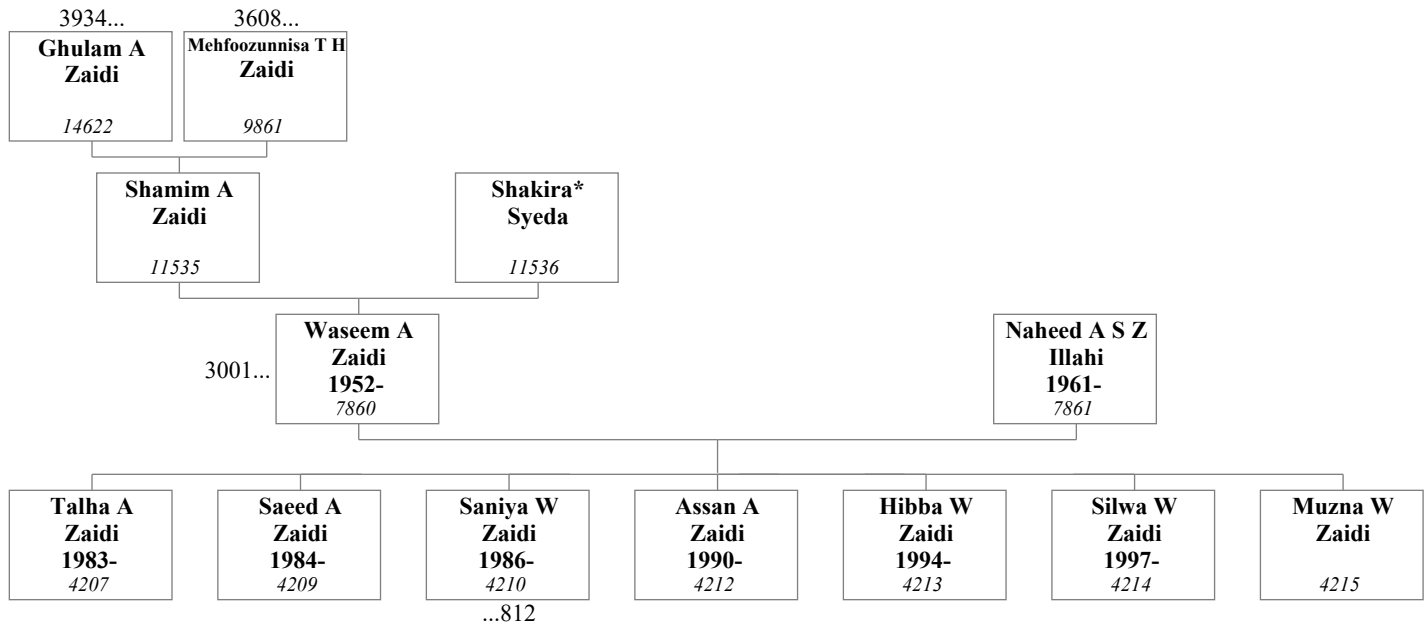 3934...
3608...
Ghulam A
Zaidi
14622
Mehfoozunnisa T H
Zaidi
9861
Shamim A
Zaidi
11535
Shakira*
Syeda
11536
3001...
Waseem A
Zaidi
1952-
7860
Naheed A S Z
Illahi
1961-
7861
Talha A
Zaidi
1983-
4207
Saeed A
Zaidi
1984-
4209
Saniya W
Zaidi
1986-
4210
...812
Assan A
Zaidi
1990-
4212
Hibba W
Zaidi
1994-
4213
Silwa W
Zaidi
1997-
4214
Muzna W
Zaidi
4215